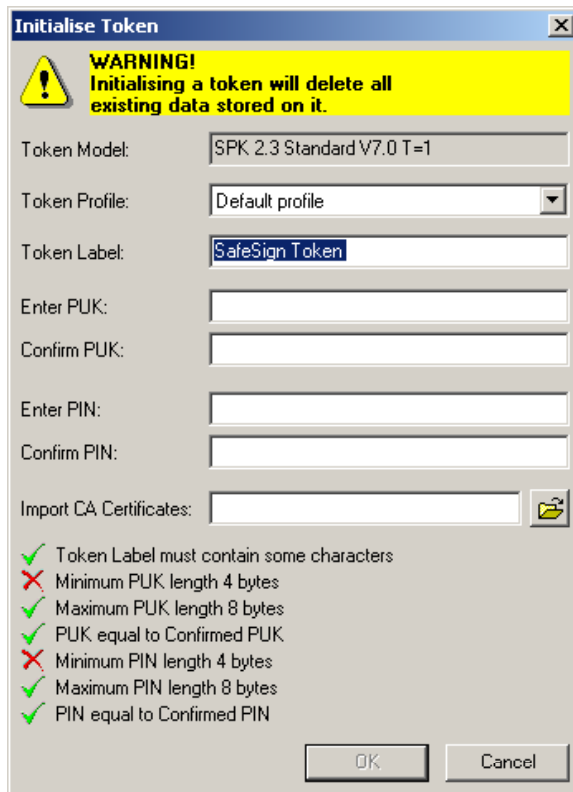 Initialise Token
WARNING!
Initialising a token will delete all
existing data stored on it.
Token Model: SPK 2.3 Standard V7.0 T=1
Token Profile: Default profile
Token Label: SafeSign Token
Enter PUK:
Confirm PUK:
Enter PIN:
Confirm PIN:
Import CA Certificates:
Token Label must contain some characters
Minimum PUK length 4 bytes
Maximum PUK length 8 bytes
PUK equal to Confirmed PUK
Minimum PIN length 4 bytes
Maximum PIN length 8 bytes
PIN equal to Confirmed PIN
OK Cancel